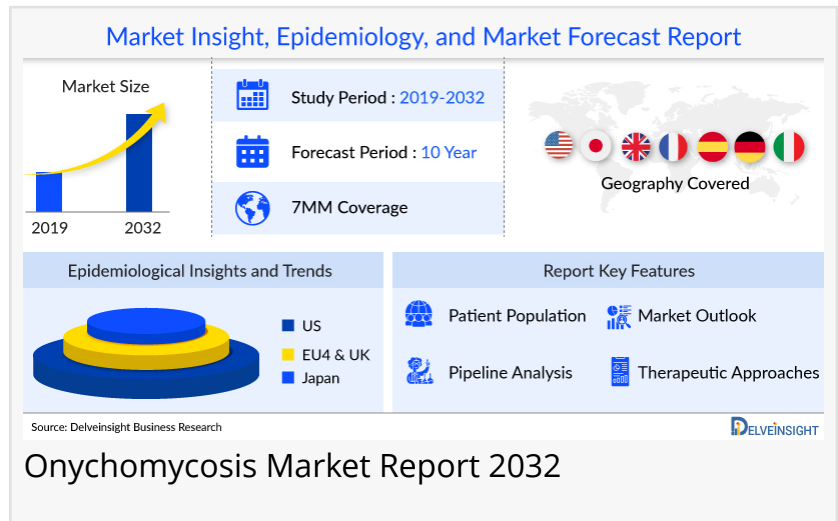 Market Insight, Epidemiology, and Market Forecast Report
Market Size
2019
2032
Study Period : 2019-2032
Forecast Period : 10 Year
7MM Coverage
Geography Covered
Epidemiological Insights and Trends
US
EU4 & UK
Japan
Report Key Features
Patient Population
Market Outlook
Pipeline Analysis
Therapeutic Approaches
Source: Delveinsight Business Research
DELVEINSIGHT
Onychomycosis Market Report 2032